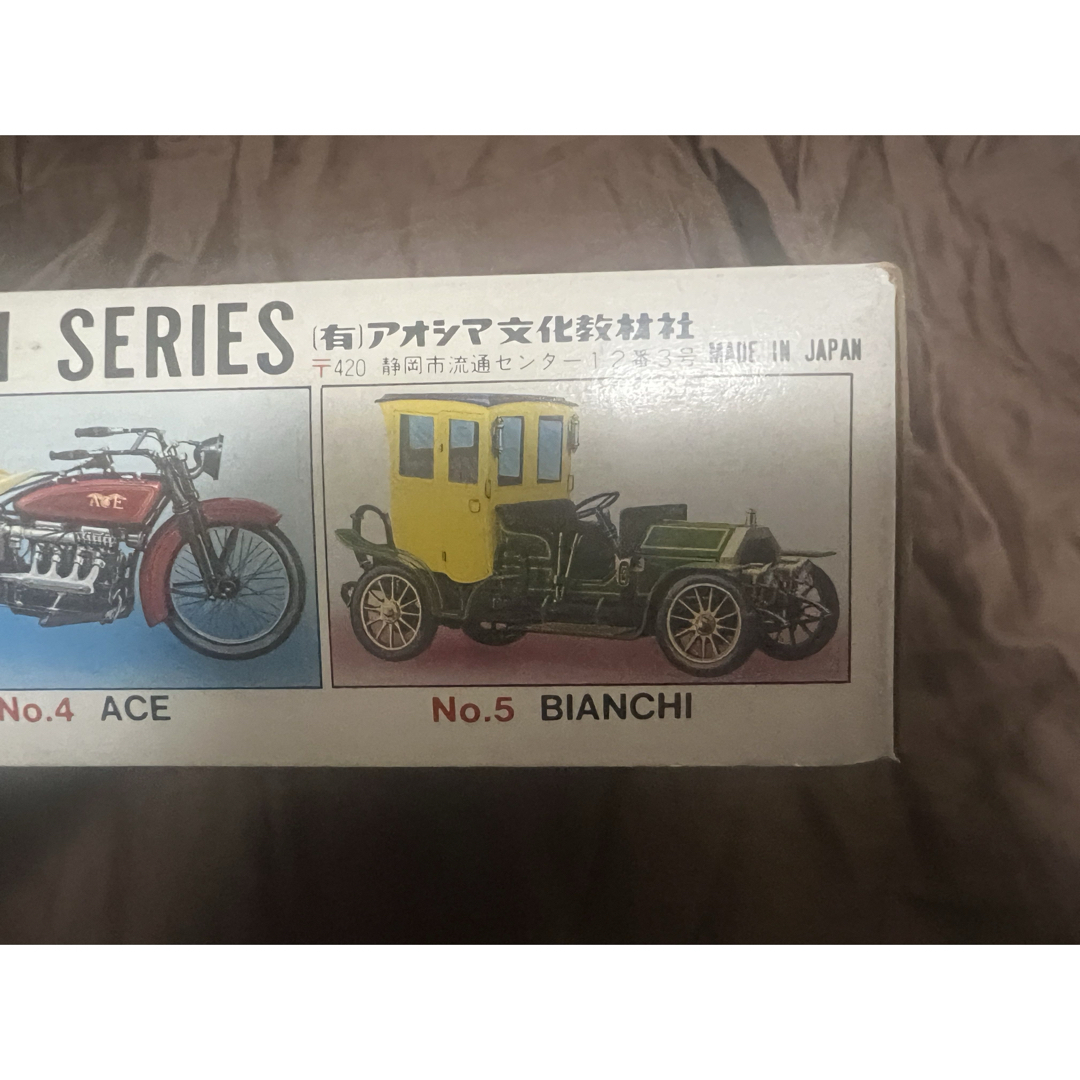 SERIES
(有)アオシマ文化教材社
〒420 静岡市流通センター12番3号 MADE IN JAPAN
ACE
No.4 ACE
No.5 BIANCHI